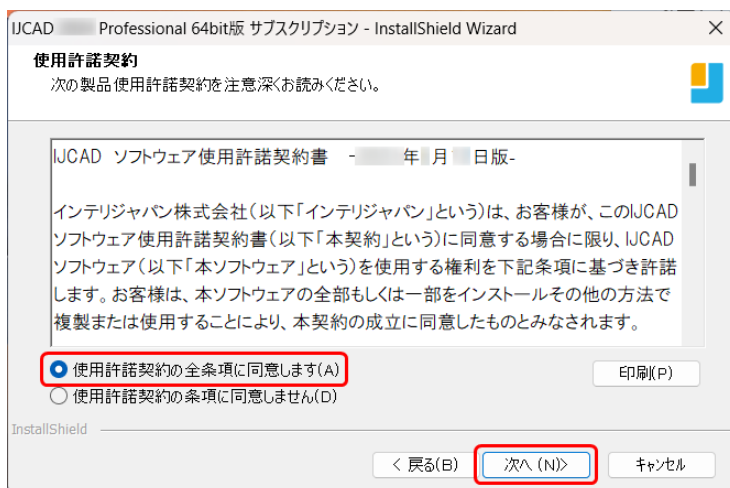 IJCAD Professional 64bit版 サブスクリプション - InstallShield Wizard
使用許諾契約
次の製品使用許諾契約を注意深くお読みください。
IJCAD ソフトウェア使用許諾契約書 - 年 月 日版-
インテリジャパン株式会社(以下「インテリジャパン」という)は、お客様が、このIJCAD
ソフトウェア使用許諾契約書(以下「本契約」という)に同意する場合に限り、IJCAD
ソフトウェア(以下「本ソフトウェア」という)を使用する権利を下記条項に基づき許諾
します。お客様は、本ソフトウェアの全部もしくは一部をインストールその他の方法で
複製または使用することにより、本契約の成立に同意したものとみなされます。
使用許諾契約の全条項に同意します(A)
印刷(P)
使用許諾契約の条項に同意しません(D)
InstallShield
< 戻る(B)
次へ (N)>
キャンセル